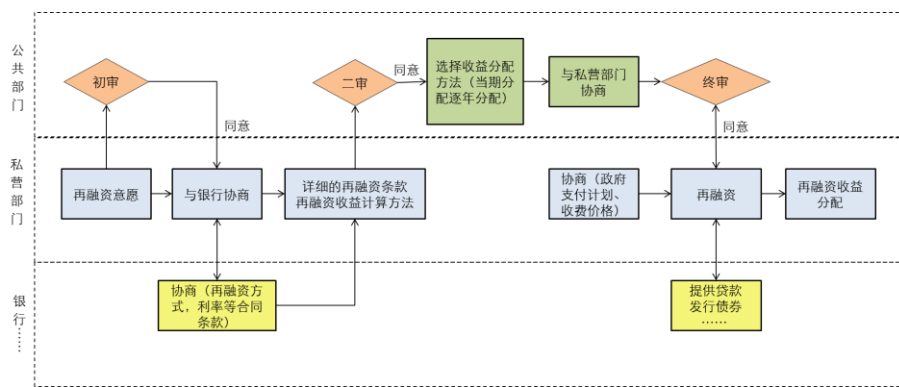 公共部门
初审
同意
二审
同意
选择收益分配
方法（当期分
配逐年分配）
与私营部门
协商
终审
同意
私营部门
再融资意愿
与银行协商
详细的再融资条款
再融资收益计算方法
协商（政府
支付计划、
收费价格）
再融资
再融资收益
分配
银行……
协商（再融资方
式，利率等合同
条款）
提供贷款
发行债券
……